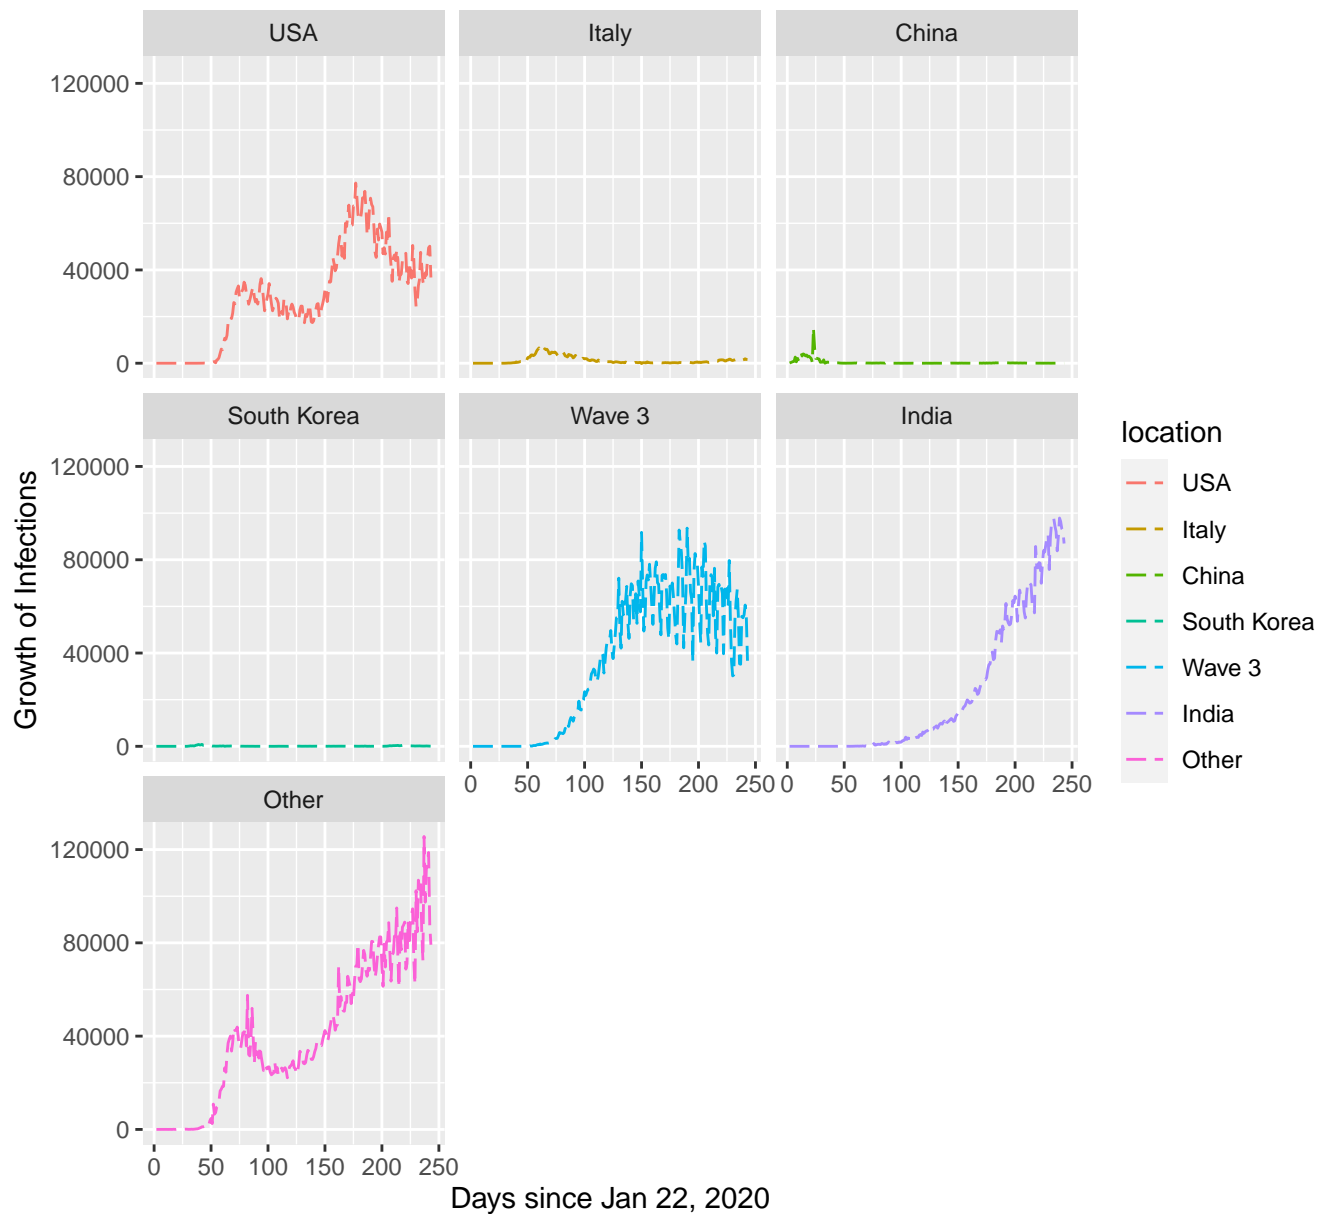 USA
Italy
China
120000
80000
40000
0
South Korea
Wave 3
India
120000
80000
40000
0
0 50 100 150 200 250
0 50 100 150 200 250
Other
120000
80000
40000
0
0 50 100 150 200 250
Growth of Infections
Days since Jan 22, 2020
location
USA
Italy
China
South Korea
Wave 3
India
Other